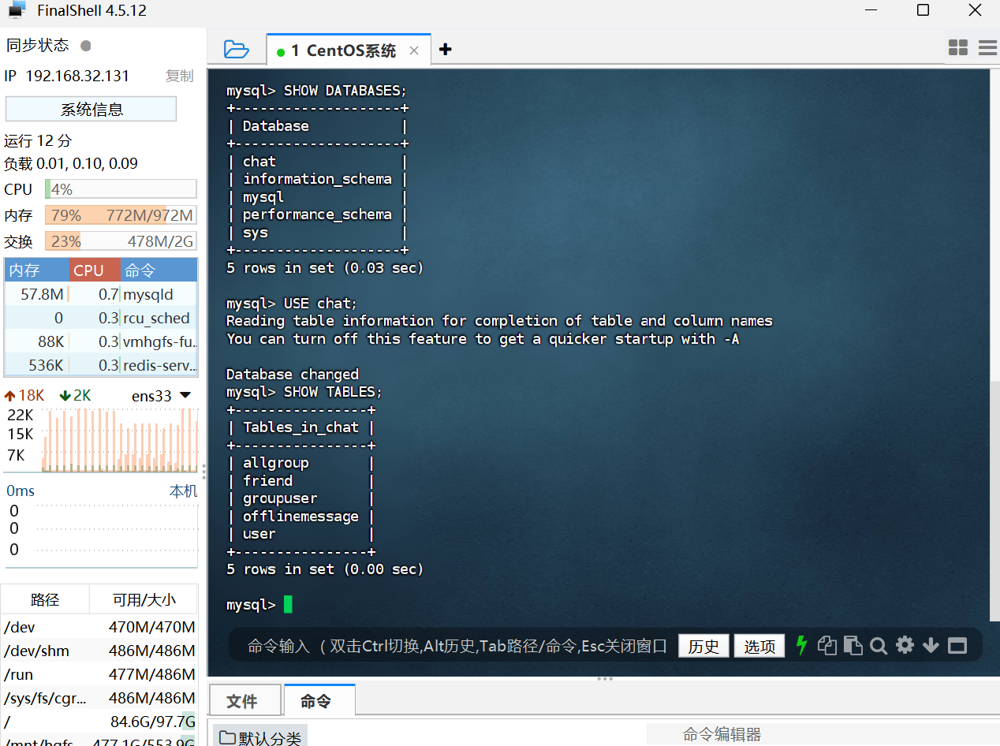 FinalShell 4.5.12
同步状态
IP 192.168.32.131 复制
系统信息
运行 12 分
负载 0.01, 0.10, 0.09
CPU 4%
内存 79% 772M/972M
交换 23% 478M/2G
内存 CPU 命令
57.8M 0.7 mysqld
0 0.3 rcu_sched
88K 0.3 vmhgfs-fu...
536K 0.3 redis-serv...
18K 2K ens33
22K
15K
7K
0ms 本机
0
0
0
路径 可用/大小
/dev 470M/470M
/dev/shm 486M/486M
/run 477M/486M
/sys/fs/cgr... 486M/486M
/ 84.6G/97.7G
/mnt/hgfs 477.1G/553.9G
1 CentOS系统
mysql> SHOW DATABASES;
+--------------------+
| Database           |
+--------------------+
| chat               |
| information_schema |
| mysql              |
| performance_schema |
| sys                |
+--------------------+
5 rows in set (0.03 sec)
mysql> USE chat;
Reading table information for completion of table and column names
You can turn off this feature to get a quicker startup with -A
Database changed
mysql> SHOW TABLES;
+----------------+
| Tables_in_chat |
+----------------+
| allgroup       |
| friend         |
| groupuser      |
| offlinemessage |
| user           |
+----------------+
5 rows in set (0.00 sec)
mysql>
命令输入 （双击Ctrl切换,Alt历史,Tab路径/命令,Esc关闭窗口 历史 选项
文件 命令
默认分类 命令编辑器